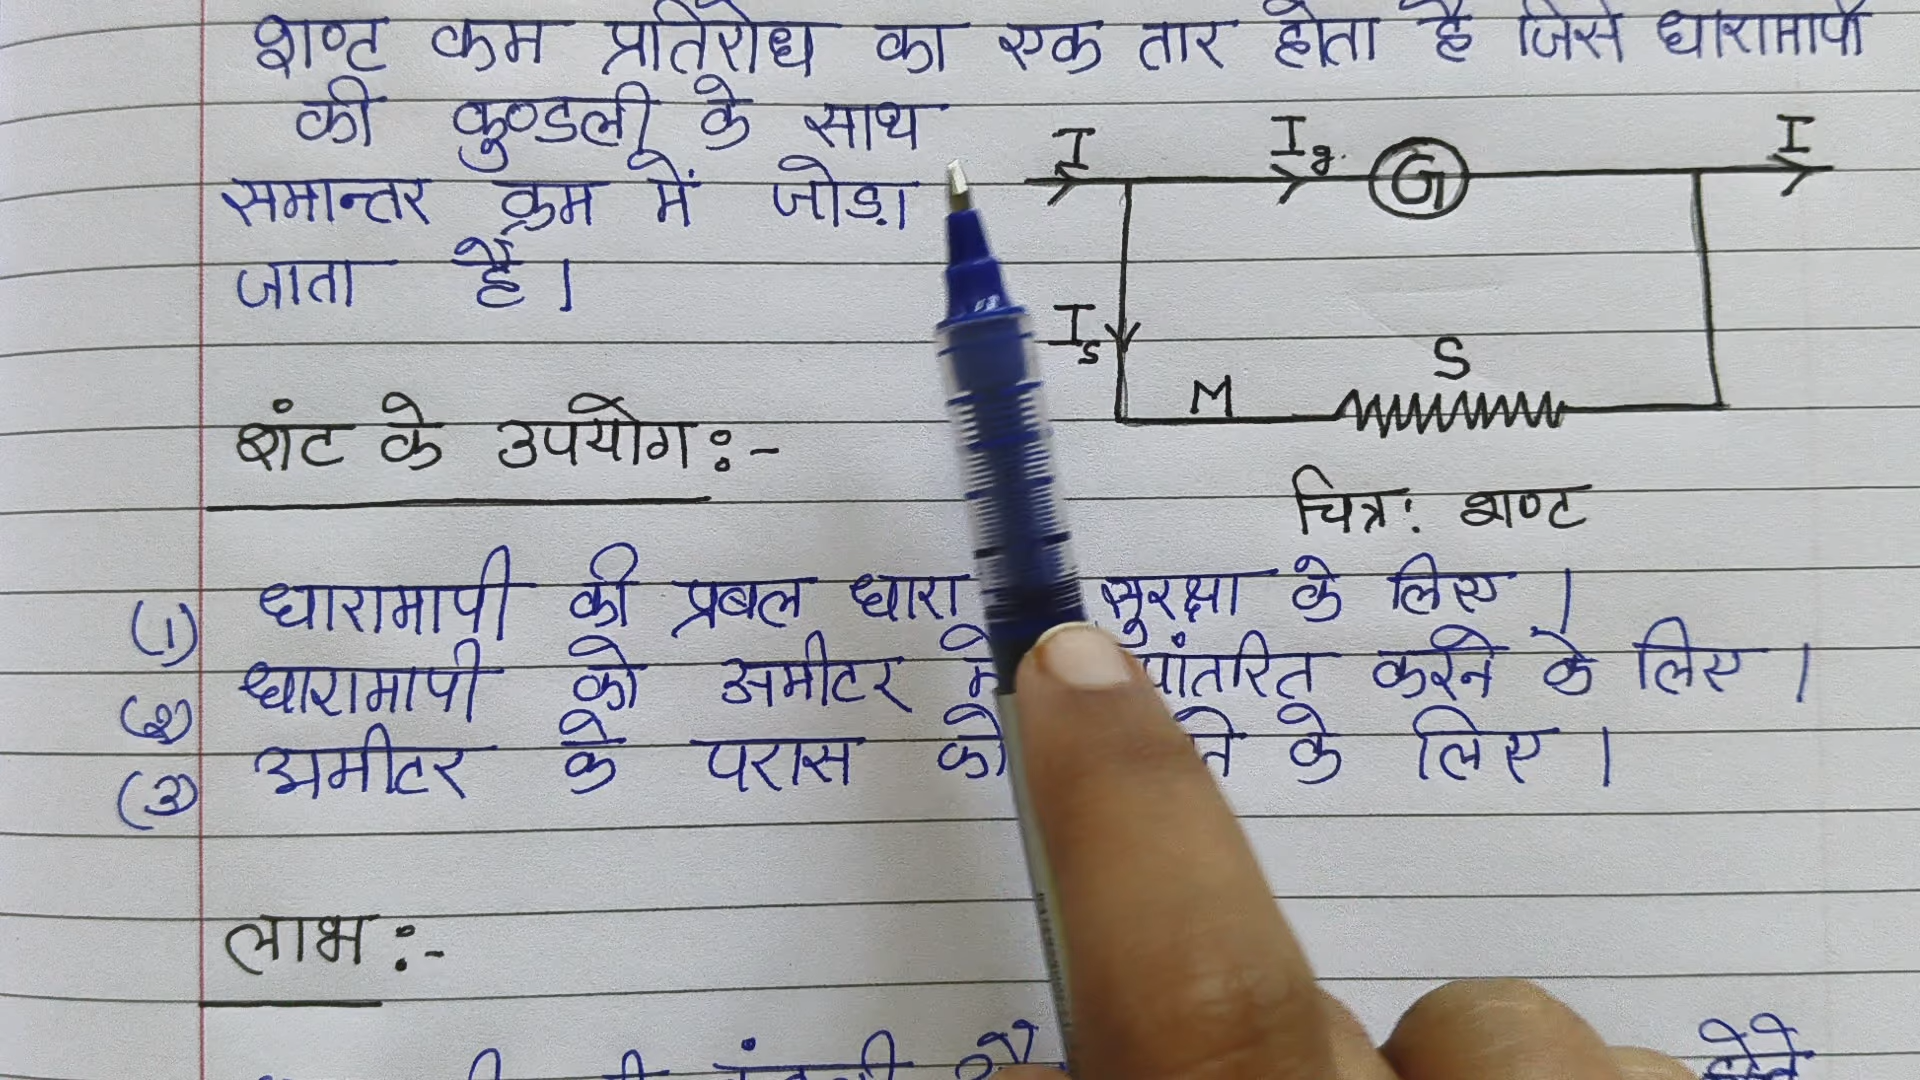 शण्ट कम प्रतिरोध का एक तार होता है जिसे धारामापी
की कुण्डली के साथ
समान्तर क्रम में जोड़ा
जाता है।
I
Ig
G
I
Is
M
S
चित्र: शण्ट
शंट के उपयोग:-
(1) धारामापी की प्रबल धारा सुरक्षा के लिए।
(2) धारामापी को अमीटर करने के लिए।
(3) अमीटर के परास को के लिए।
लाभ:-